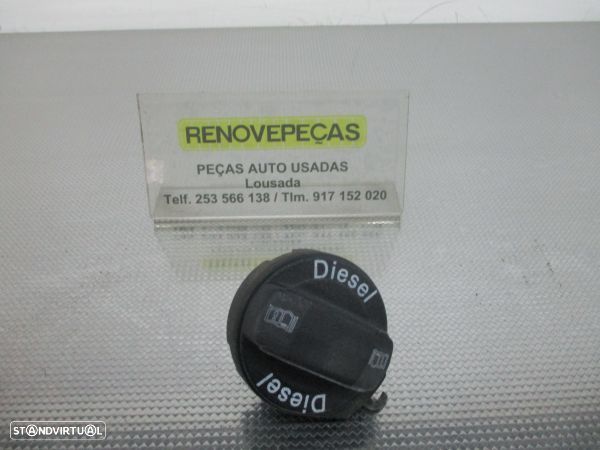 RENOVEPEÇAS
PEÇAS AUTO USADAS
Lousada
Telf. 253 566 138 / Tlm. 917 152 020
Diesel
Diesel
STANDVIRTUAL